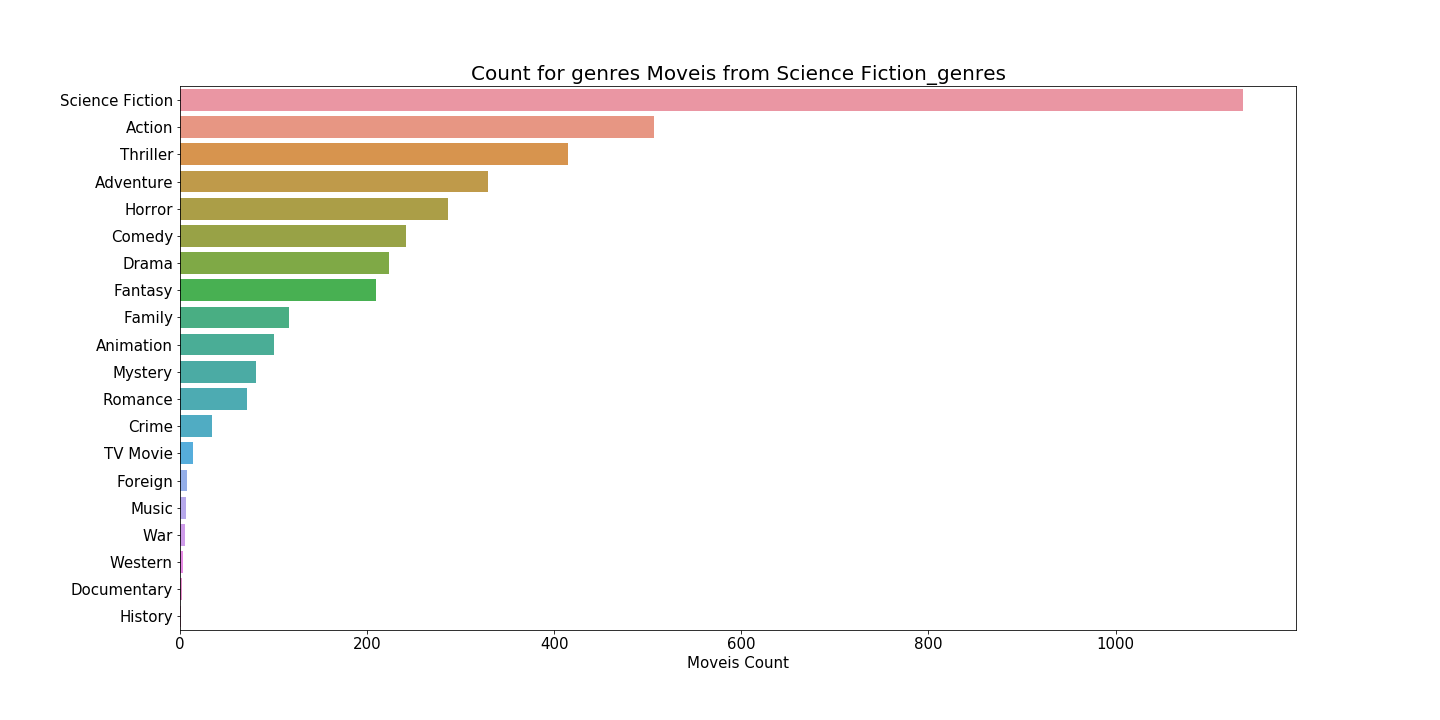 Count for genres Moveis from Science Fiction_genres
Science Fiction
Action
Thriller
Adventure
Horror
Comedy
Drama
Fantasy
Family
Animation
Mystery
Romance
Crime
TV Movie
Foreign
Music
War
Western
Documentary
History
0 200 400 600 800 1000
Moveis Count